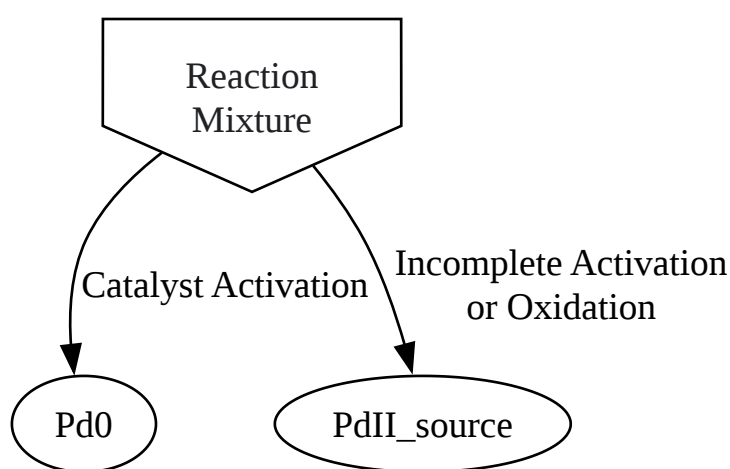 Reaction
Mixture
Catalyst Activation
Incomplete Activation
or Oxidation
Pd0
PdII_source